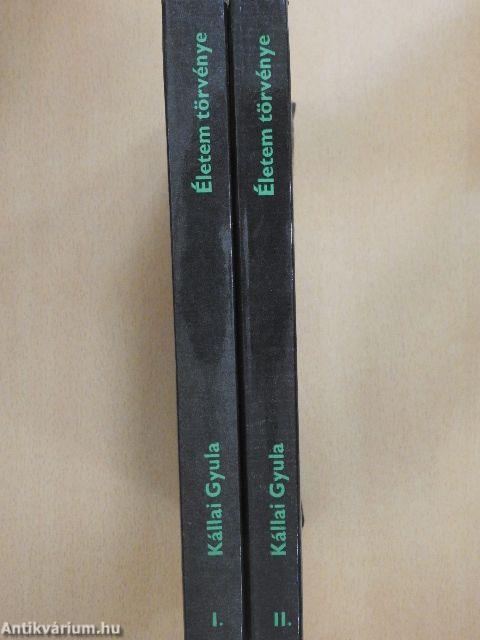 I. Kállai Gyula Életem törvénye
II. Kállai Gyula Életem törvénye
Antikvárium.hu